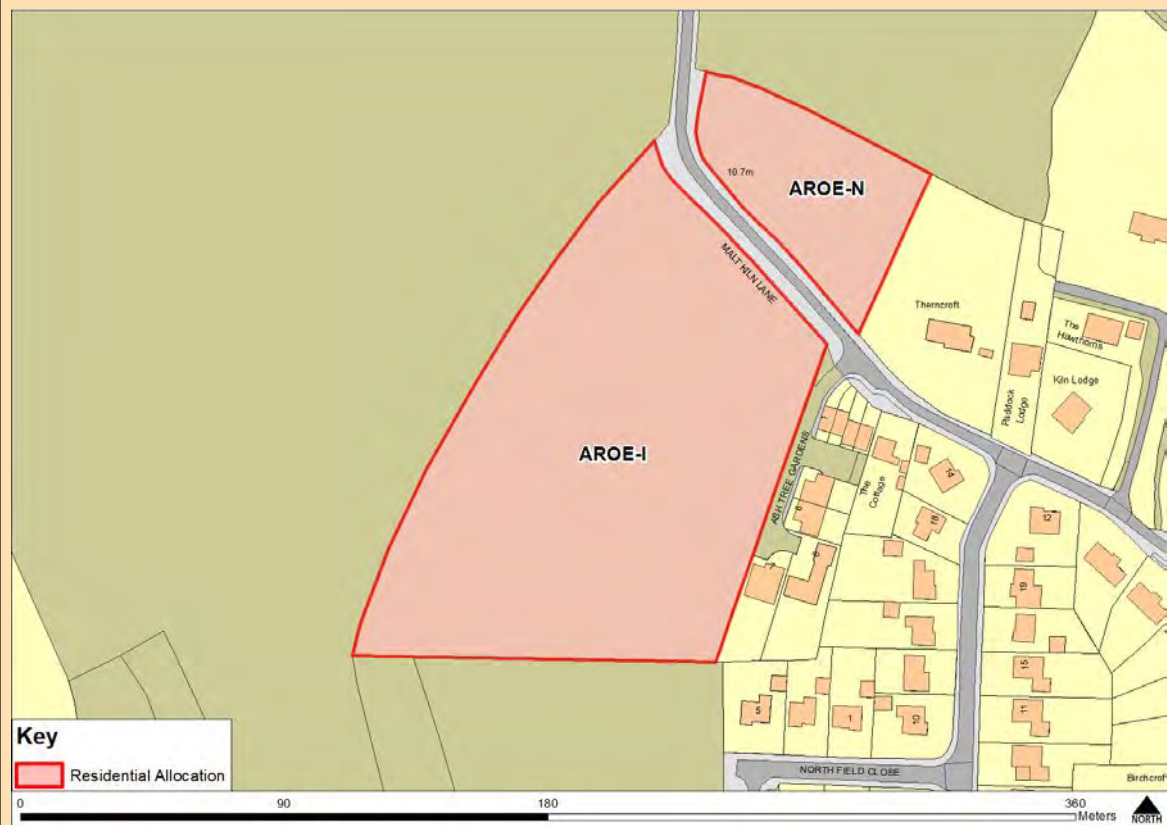 AROE-N
10.7m
MALT KILN LANE
Therncroft
The
Hawthorns
Paddock
Lodge
Kiln Lodge
AROE-I
ASH TREE GARDENS
The
Cottage
14
18
12
6
7
8
19
15
11
5
1
10
NORTH FIELD CLOSE
Birchcroft
Key
Residential Allocation
0
90
180
360
Meters
NORTH